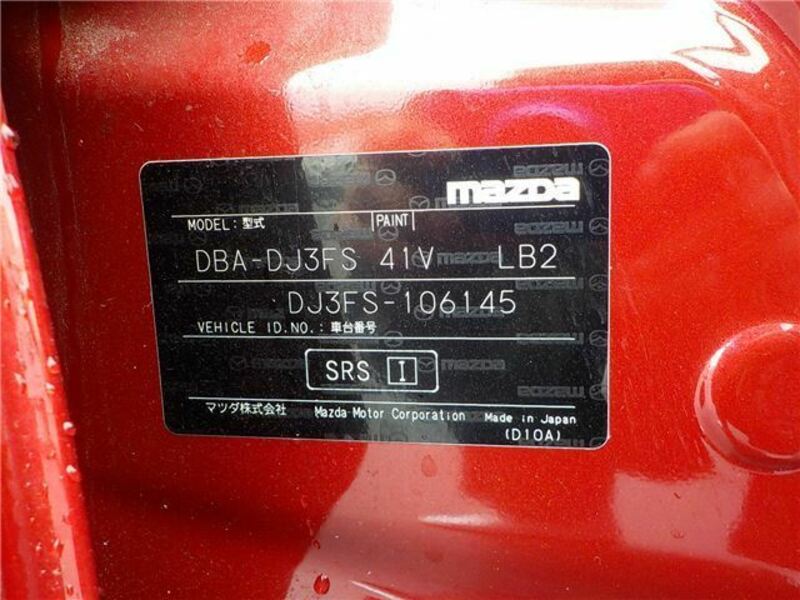 mazda
MODEL:型式 PAINT
DBA-DJ3FS 41V LB2
DJ3FS-106145
VEHICLE ID.NO.:車台番号
SRS I
マツダ株式会社 Mazda Motor Corporation Made in Japan
(D10A)